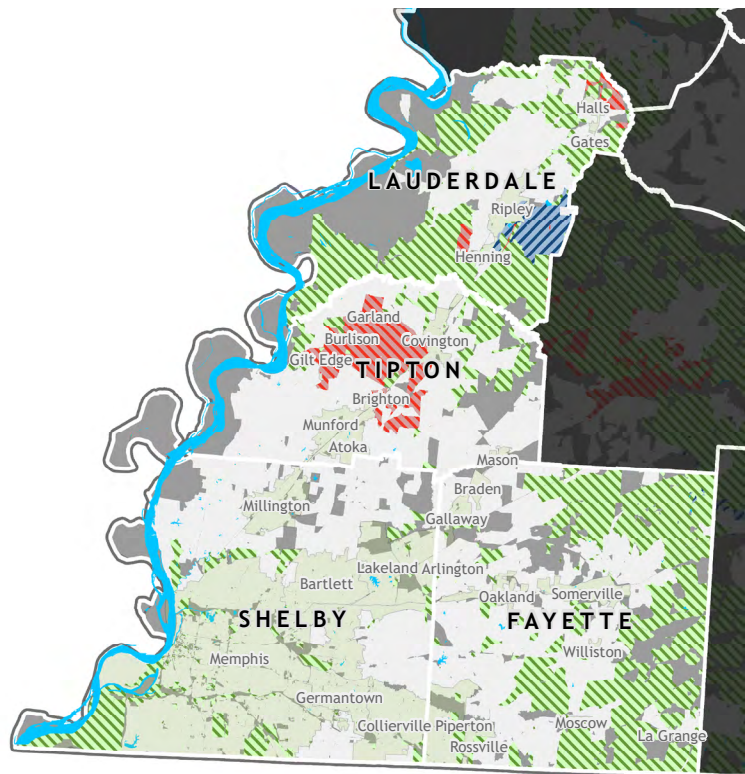 Halls
Gates
LAUDERDALE
Ripley
Henning
Garland
Burlison
Covington
Gilt Edge
TIPTON
Brighton
Munford
Atoka
Mason
Braden
Millington
Gallaway
Lakeland Arlington
Bartlett
Oakland
Somerville
SHELBY
FAYETTE
Memphis
Williston
Germantown
Collierville Piperton
Moscow
La Grange
Rossville